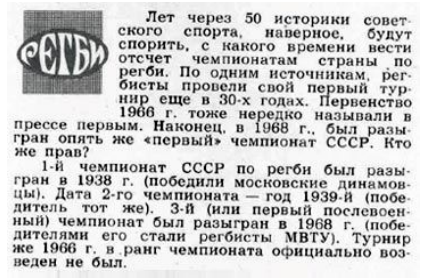 РЕГБИ
Лет через 50 историки совет-
ского спорта, наверное, будут
спорить, с какого времени вести
отсчет чемпионатам страны по
регби. По одним источникам, рег-
бисты провели свой первый тур-
нир еще в 30-х годах. Первенство
1966 г. тоже нередко называли в
прессе первым. Наконец, в 1968 г., был разы-
гран опять же «первый» чемпионат СССР. Кто
же прав?
1-й чемпионат СССР по регби был разы-
гран в 1938 г. (победили московские динамов-
цы). Дата 2-го чемпионата — год 1939-й (побе-
дитель тот же). 3-й (или первый послевоен-
ный) чемпионат был разыгран в 1968 г. (побе-
дителями его стали регбисты МВТУ). Турнир
же 1966 г. в ранг чемпионата официально воз-
веден не был.